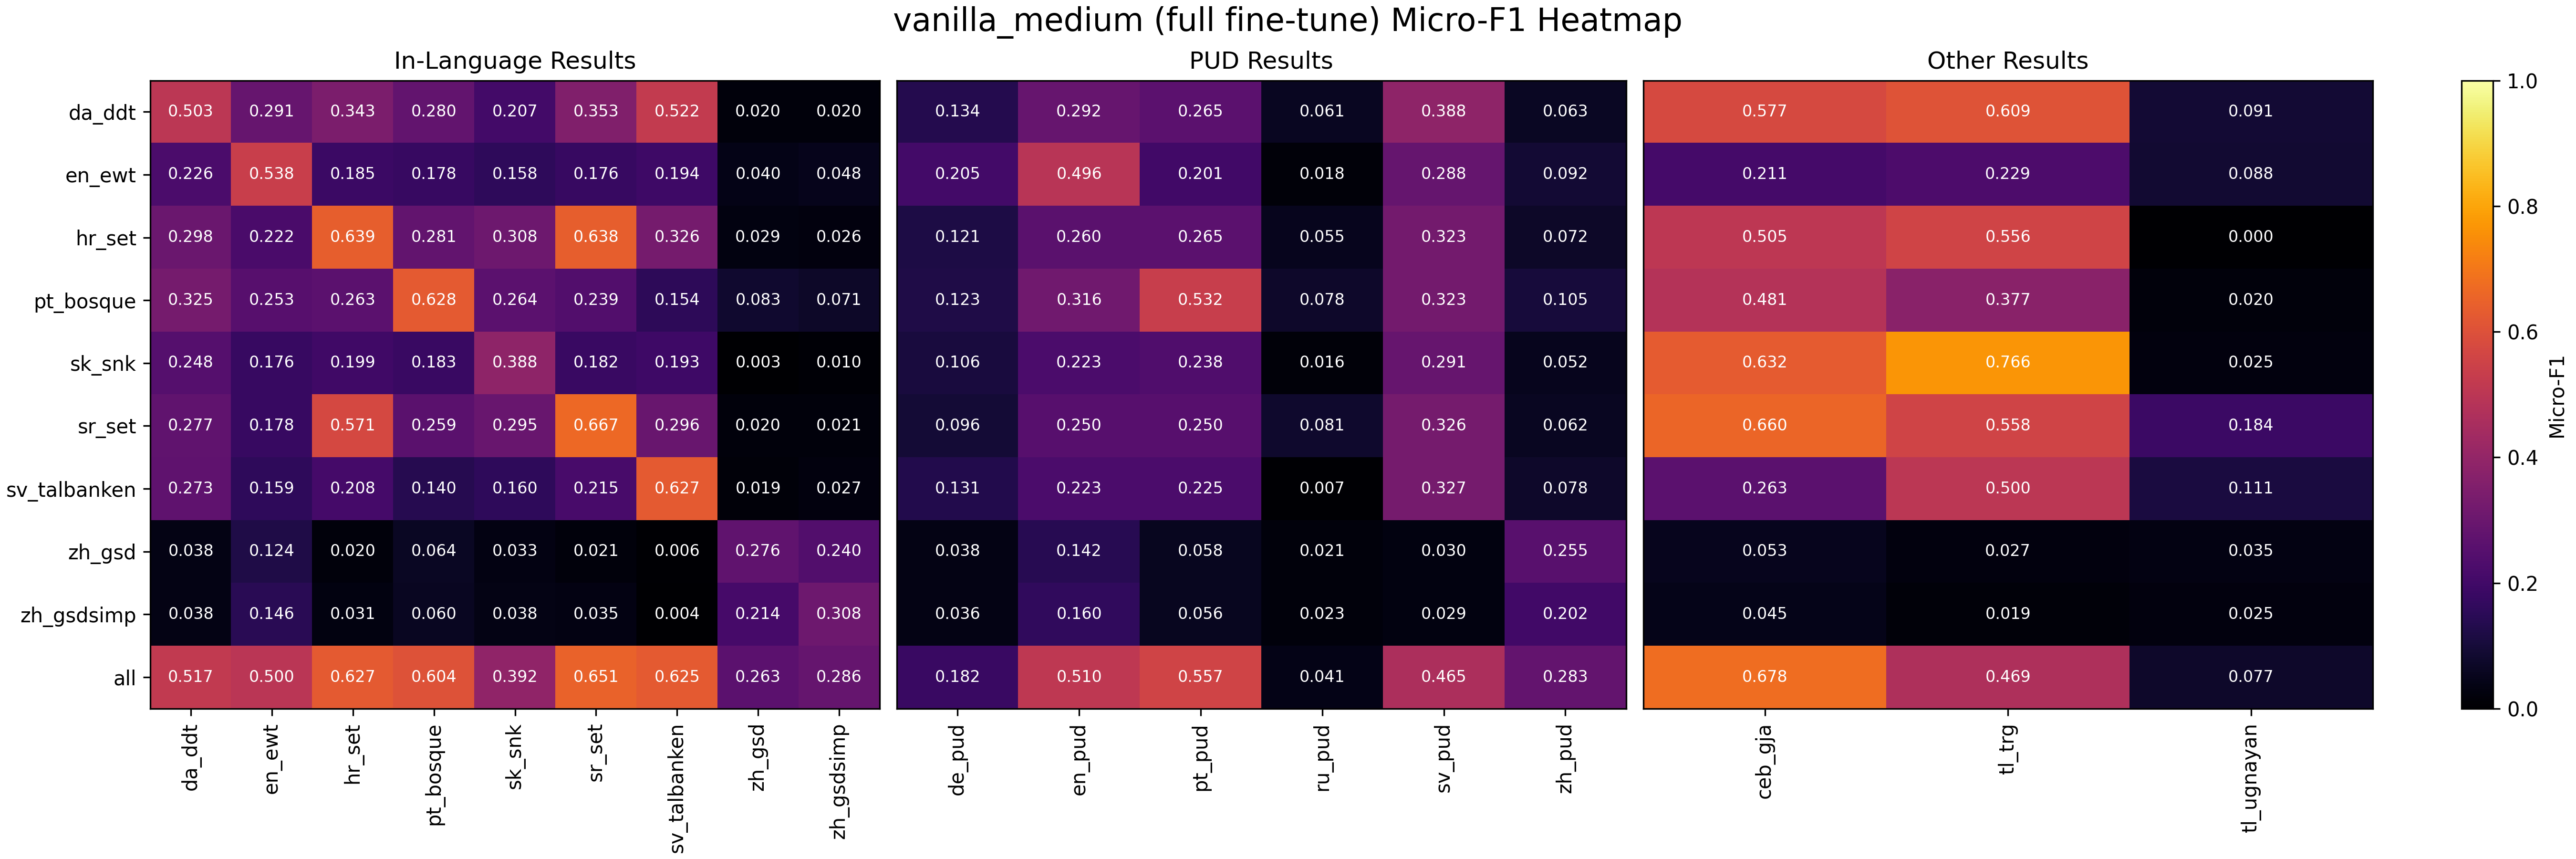 vanilla_medium (full fine-tune) Micro-F1 Heatmap
In-Language Results
PUD Results
Other Results
da_ddt 0.503 0.291 0.343 0.280 0.207 0.353 0.522 0.020 0.020 0.134 0.292 0.265 0.061 0.388 0.063 0.577 0.609 0.091
en_ewt 0.226 0.538 0.185 0.178 0.158 0.176 0.194 0.040 0.048 0.205 0.496 0.201 0.018 0.288 0.092 0.211 0.229 0.088
hr_set 0.298 0.222 0.639 0.281 0.308 0.638 0.326 0.029 0.026 0.121 0.260 0.265 0.055 0.323 0.072 0.505 0.556 0.000
pt_bosque 0.325 0.253 0.263 0.628 0.264 0.239 0.154 0.083 0.071 0.123 0.316 0.532 0.078 0.323 0.105 0.481 0.377 0.020
sk_snk 0.248 0.176 0.199 0.183 0.388 0.182 0.193 0.003 0.010 0.106 0.223 0.238 0.016 0.291 0.052 0.632 0.766 0.025
sr_set 0.277 0.178 0.571 0.259 0.295 0.667 0.296 0.020 0.021 0.096 0.250 0.250 0.081 0.326 0.062 0.660 0.558 0.184
sv_talbanken 0.273 0.159 0.208 0.140 0.160 0.215 0.627 0.019 0.027 0.131 0.223 0.225 0.007 0.327 0.078 0.263 0.500 0.111
zh_gsd 0.038 0.124 0.020 0.064 0.033 0.021 0.006 0.276 0.240 0.038 0.142 0.058 0.021 0.030 0.255 0.053 0.027 0.035
zh_gsdsimp 0.038 0.146 0.031 0.060 0.038 0.035 0.004 0.214 0.308 0.036 0.160 0.056 0.023 0.029 0.202 0.045 0.019 0.025
all 0.517 0.500 0.627 0.604 0.392 0.651 0.625 0.263 0.286 0.182 0.510 0.557 0.041 0.465 0.283 0.678 0.469 0.077
da_ddt en_ewt hr_set pt_bosque sk_snk sr_set sv_talbanken zh_gsd zh_gsdsimp de_pud en_pud pt_pud ru_pud sv_pud zh_pud ceb_gja tl_trg tl_ugnayan
1.0
0.8
0.6
0.4
0.2
0.0
Micro-F1